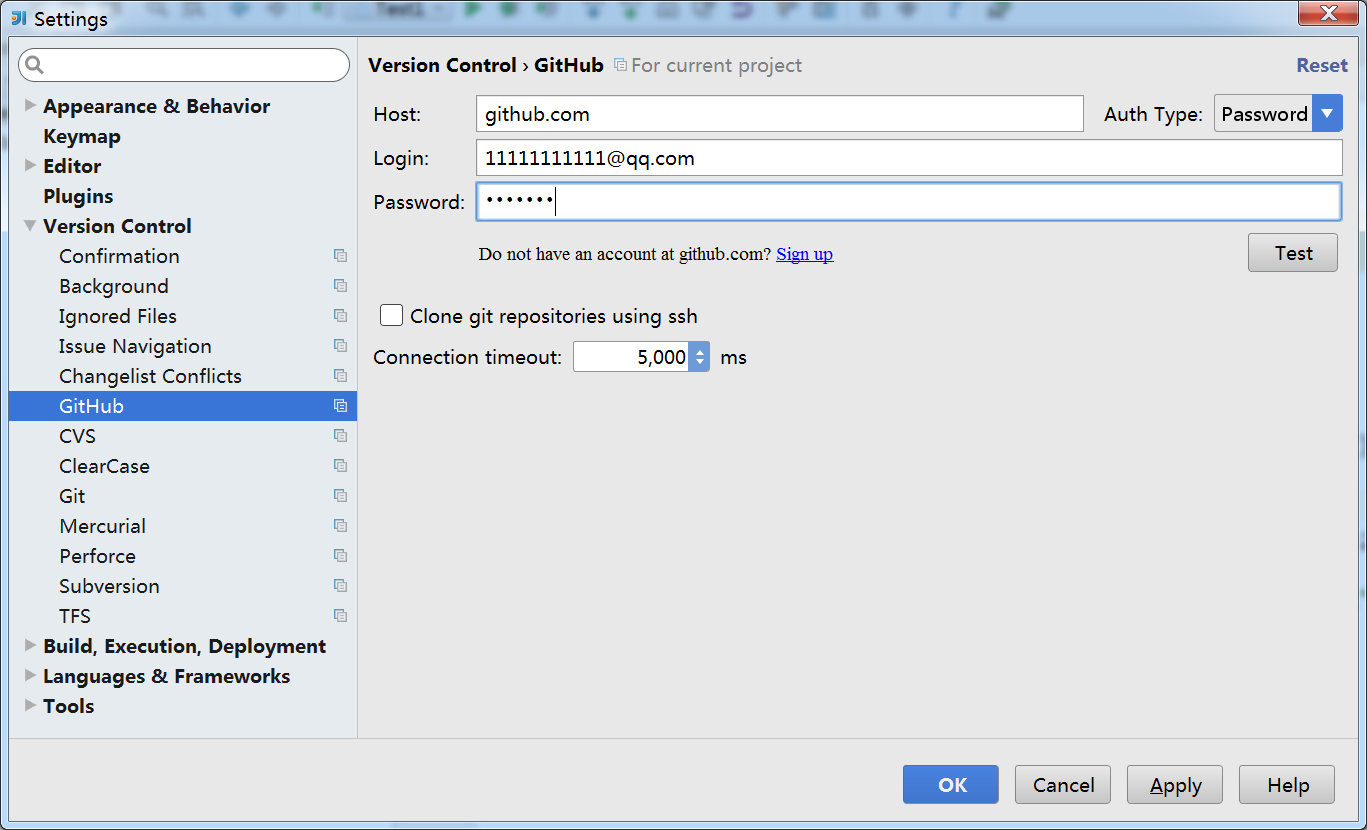 Settings
Version Control › GitHub For current project Reset
Appearance & Behavior
Keymap
Editor
Plugins
Version Control
Confirmation
Background
Ignored Files
Issue Navigation
Changelist Conflicts
GitHub
CVS
ClearCase
Git
Mercurial
Perforce
Subversion
TFS
Build, Execution, Deployment
Languages & Frameworks
Tools
Host: github.com Auth Type: Password
Login: 11111111111@qq.com
Password: •••••••
Do not have an account at github.com? Sign up
Test
Clone git repositories using ssh
Connection timeout: 5,000 ms
OK Cancel Apply Help